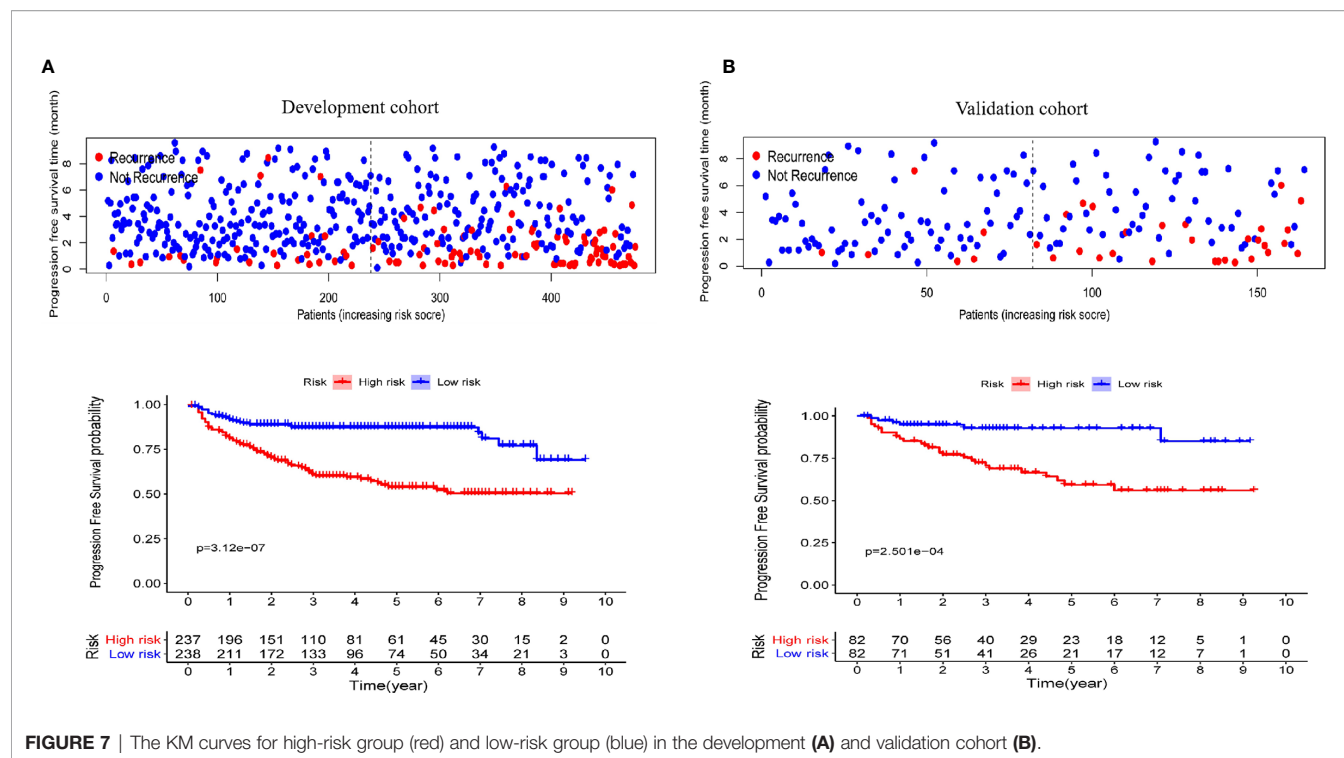 A
Development cohort
Progression free survival time (month)
Recurrence
Not Recurrence
8
6
4
2
0
0 100 200 300 400
Patients (increasing risk socre)
Risk High risk Low risk
Progression Free Survival probability
1.00
0.75
0.50
0.25
0.00
p=3.12e−07
0 1 2 3 4 5 6 7 8 9 10
Risk
High risk 237 196 151 110 81 61 45 30 15 2 0
Low risk 238 211 172 133 96 74 50 34 21 3 0
0 1 2 3 4 5 6 7 8 9 10
Time(year)
B
Validation cohort
Progression free survival time (month)
Recurrence
Not Recurrence
8
6
4
2
0
0 50 100 150
Patients (increasing risk socre)
Risk High risk Low risk
Progression Free Survival probability
1.00
0.75
0.50
0.25
0.00
p=2.501e−04
0 1 2 3 4 5 6 7 8 9 10
Risk
High risk 82 70 56 40 29 23 18 12 5 1 0
Low risk 82 71 51 41 26 21 17 12 7 1 0
0 1 2 3 4 5 6 7 8 9 10
Time(year)
FIGURE 7 | The KM curves for high-risk group (red) and low-risk group (blue) in the development (A) and validation cohort (B).